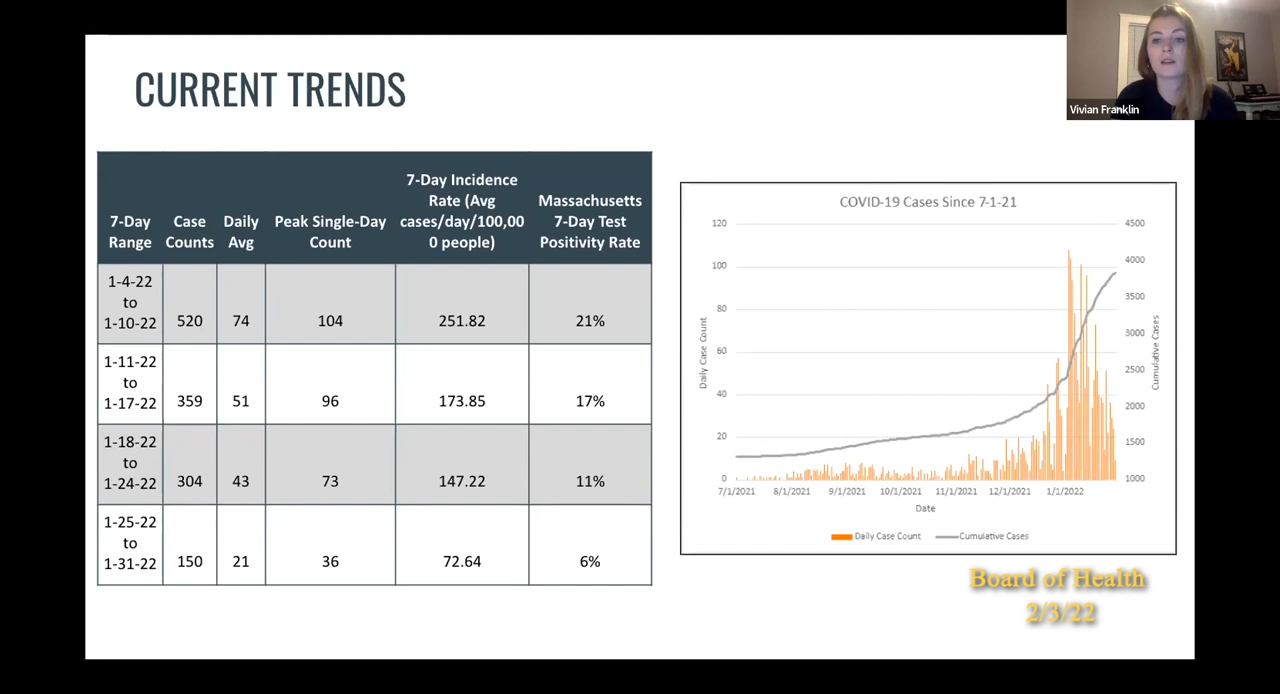 CURRENT TRENDS
Vivian Franklin
7-Day
Range
Case
Counts
Daily
Avg
Peak Single-Day
Count
7-Day Incidence
Rate (Avg
cases/day/100,00
0 people)
Massachusetts
7-Day Test
Positivity Rate
1-4-22
to
1-10-22
520
74
104
251.82
21%
1-11-22
to
1-17-22
359
51
96
173.85
17%
1-18-22
to
1-24-22
304
43
73
147.22
11%
1-25-22
to
1-31-22
150
21
36
72.64
6%
COVID-19 Cases Since 7-1-21
120
100
80
60
40
20
0
Daily Case Count
4500
4000
3500
3000
2500
2000
1500
1000
Cumulative Cases
7/1/2021
8/1/2021
9/1/2021
10/1/2021
11/1/2021
12/1/2021
1/1/2022
Date
Daily Case Count
Cumulative Cases
Board of Health
2/3/22